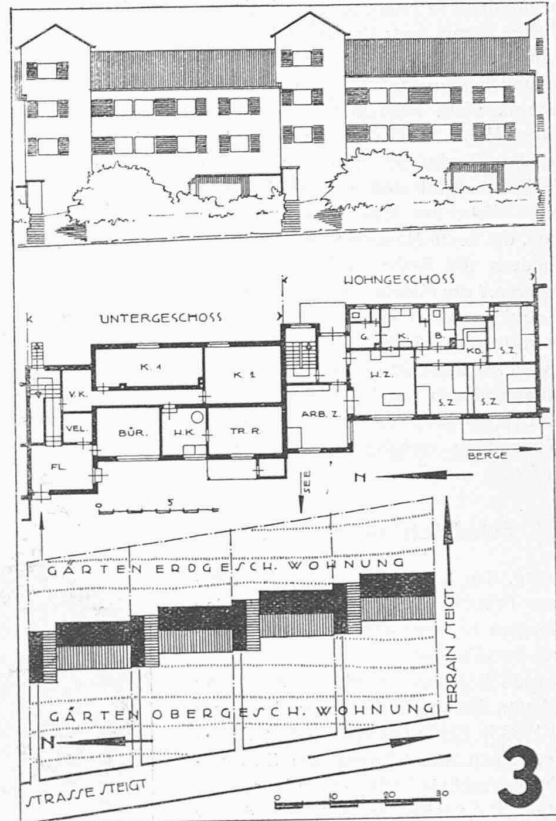 WOHNGESCHOSS
UNTERGESCHOSS
G. K. B.
K. 1
K. 2
KO. S.Z.
V.K.
W.Z.
VEL.
BÜR.
H.K.
TR.R.
ARB.Z.
S.Z. S.Z.
FL.
BERGE
N
SEE
0 5
GÄRTEN ERDGESCH. WOHNUNG
TERRAIN STEIGT
GÄRTEN OBERGESCH. WOHNUNG
N
STRASSE STEIGT
0 10 20 30
3